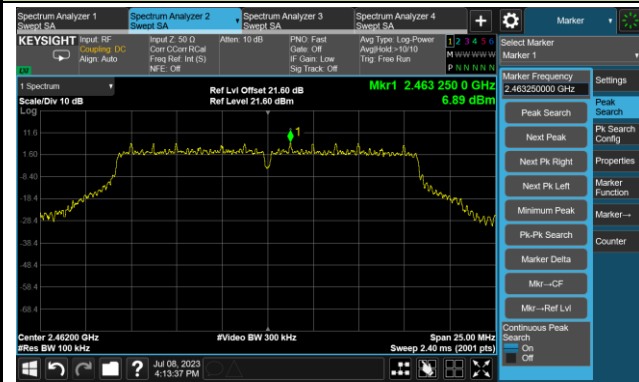 Spectrum Analyzer 1
Swept SA
Spectrum Analyzer 2
Swept SA
Spectrum Analyzer 3
Swept SA
Spectrum Analyzer 4
Swept SA
+
Marker
KEYSIGHT
Input: RF
Coupling: DC
Align: Auto
Input Z: 50 Ω
Corr CCorr RCal
Freq Ref: Int (S)
NFE: Off
Atten: 10 dB
PNO: Fast
Gate: Off
IF Gain: Low
Sig Track: Off
Avg Type: Log-Power
Avg|Hold:>10/10
Trig: Free Run
1 2 3 4 5 6
M W W W W W
P N N N N N
Select Marker
Marker 1
1 Spectrum
Scale/Div 10 dB
Log
Ref Lvl Offset 21.60 dB
Ref Level 21.60 dBm
Mkr1 2.463 250 0 GHz
6.89 dBm
1
11.6
1.60
-8.40
-18.4
-28.4
-38.4
-48.4
-58.4
-68.4
Center 2.46200 GHz
#Res BW 100 kHz
#Video BW 300 kHz
Span 25.00 MHz
Sweep 2.40 ms (2001 pts)
Marker Frequency
2.463250000 GHz
Peak Search
Next Peak
Next Pk Right
Next Pk Left
Minimum Peak
Pk-Pk Search
Marker Delta
Mkr→CF
Mkr→Ref Lvl
Continuous Peak
Search
On
Off
Settings
Peak
Search
Pk Search
Config
Properties
Marker
Function
Marker→
Counter
?
Jul 08, 2023
4:13:37 PM